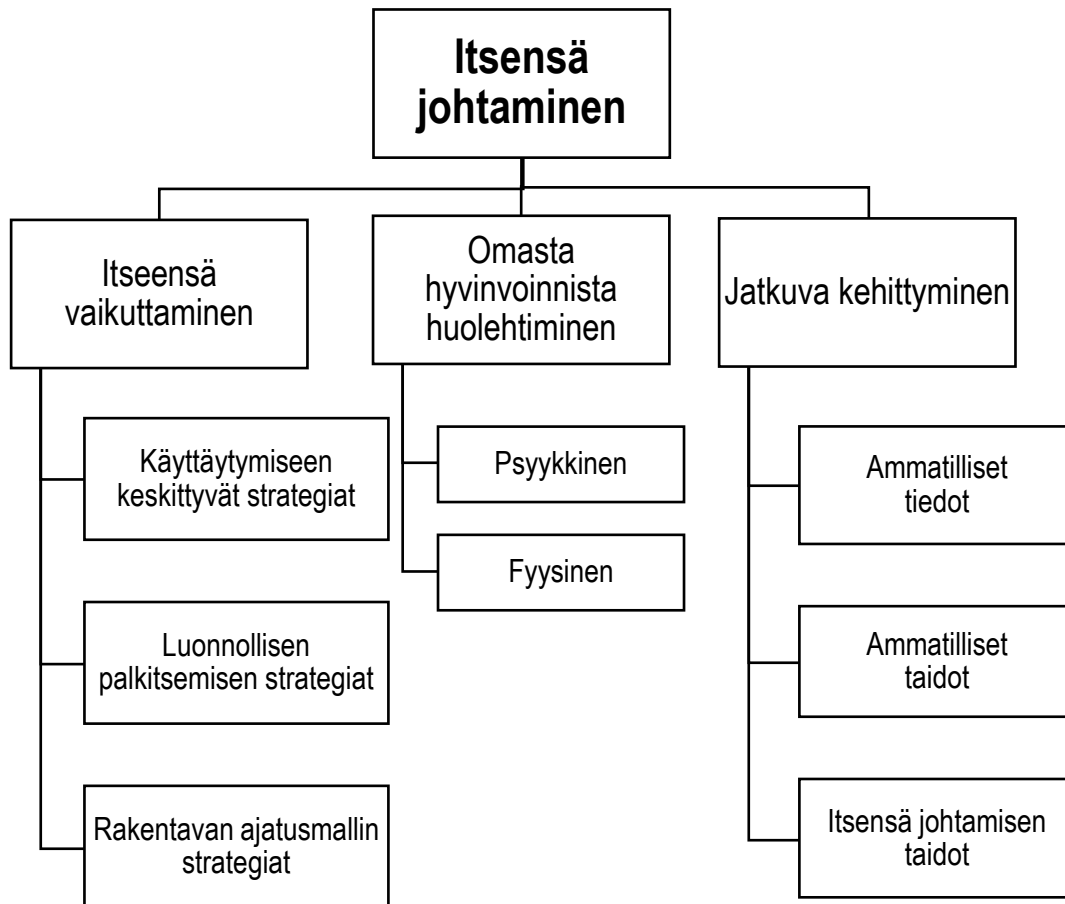 Itsensä
johtaminen
Itseensä
vaikuttaminen
Käyttäytymiseen
keskittyvät strategiat
Luonnollisen
palkitsemisen strategiat
Rakentavan ajatusmallin
strategiat
Omasta
hyvinvoinnista
huolehtiminen
Psyykkinen
Fyysinen
Jatkuva kehittyminen
Ammatilliset
tiedot
Ammatilliset
taidot
Itsensä johtamisen
taidot